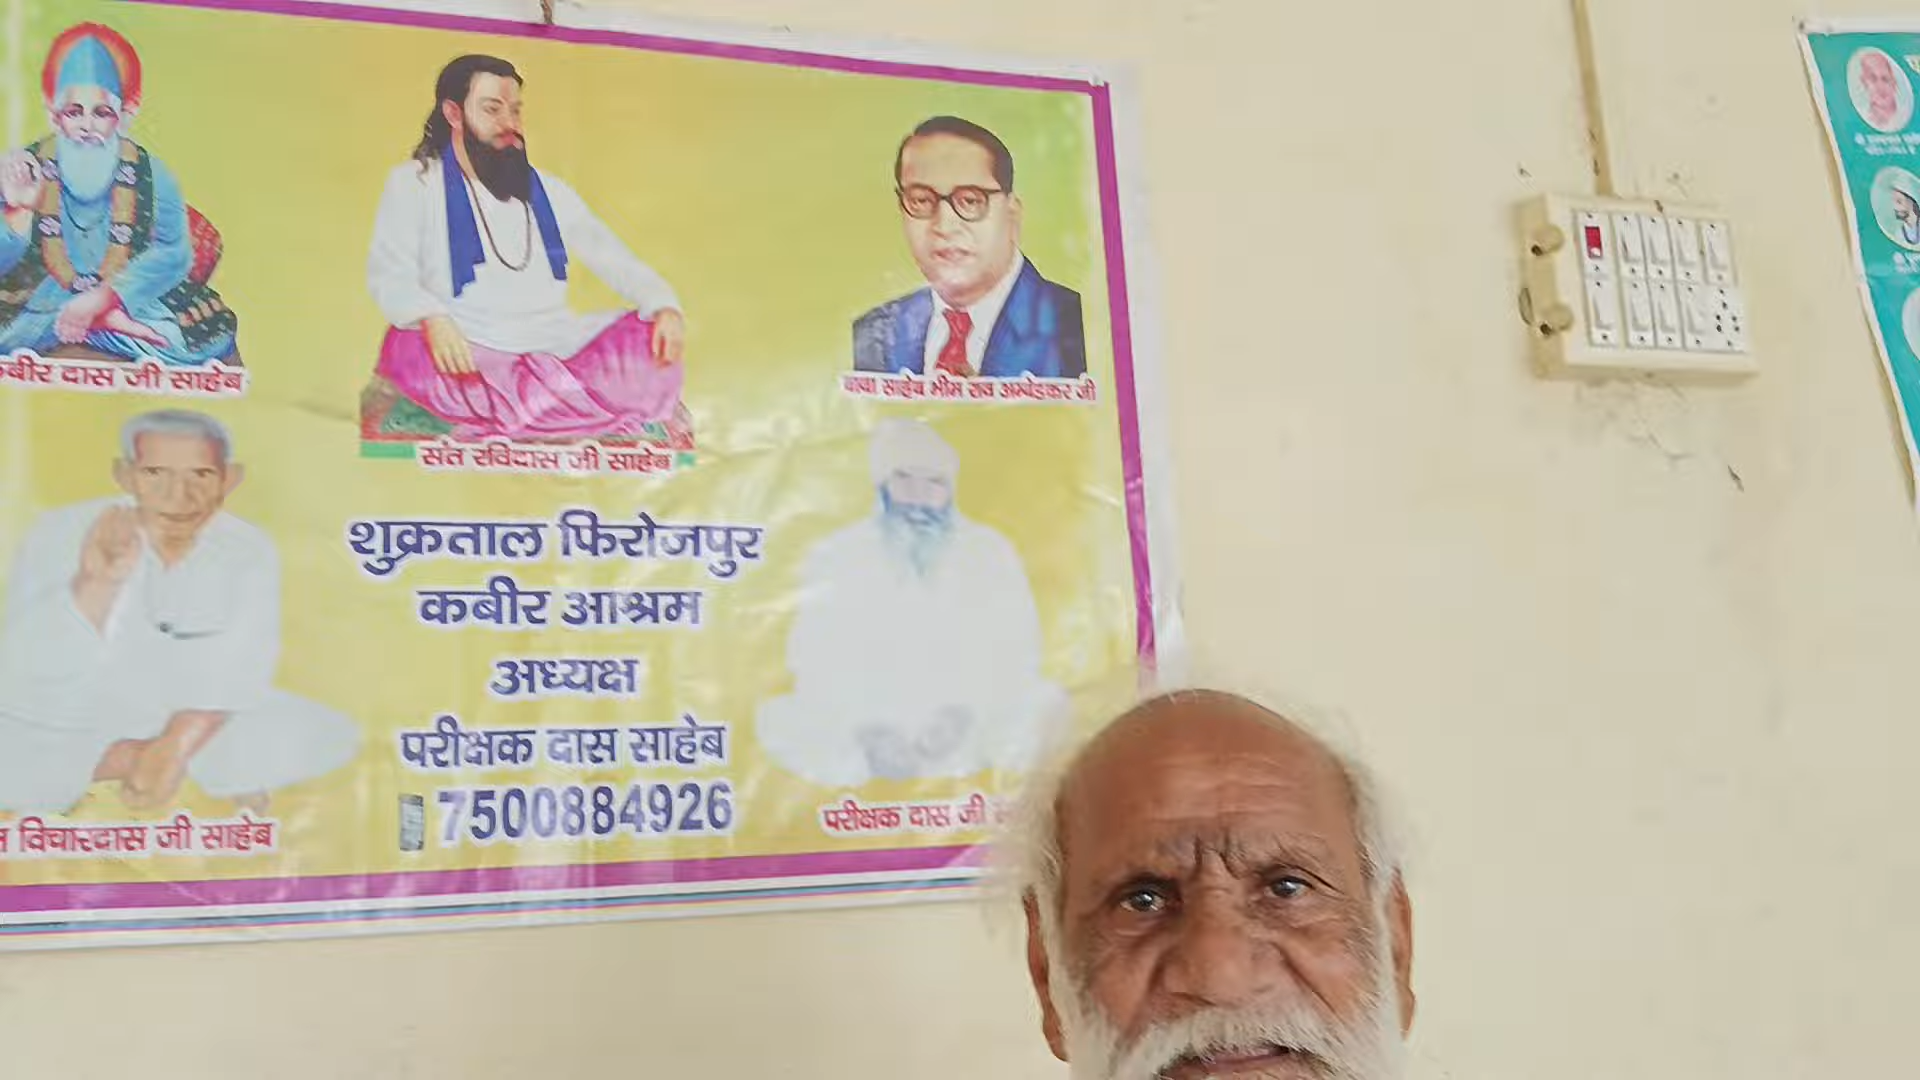 कबीर दास जी साहेब
संत रविदास जी साहेब
बाबा साहेब भीम राव अम्बेडकर जी
शुक्रताल फिरोजपुर
कबीर आश्रम
अध्यक्ष
परीक्षक दास साहेब
7500884926
विचारदास जी साहेब
परीक्षक दास जी